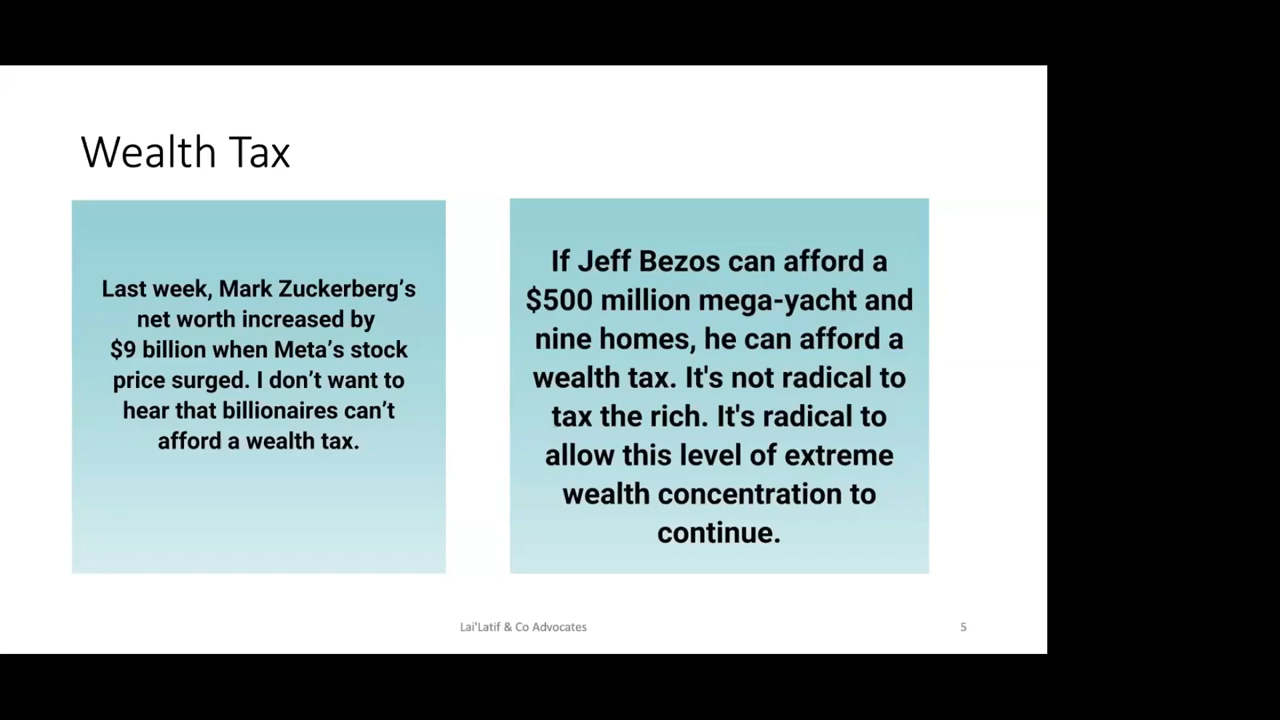 Wealth Tax
Last week, Mark Zuckerberg’s
net worth increased by
$9 billion when Meta’s stock
price surged. I don’t want to
hear that billionaires can’t
afford a wealth tax.
If Jeff Bezos can afford a
$500 million mega-yacht and
nine homes, he can afford a
wealth tax. It's not radical to
tax the rich. It's radical to
allow this level of extreme
wealth concentration to
continue.
Lai'Latif & Co Advocates
5